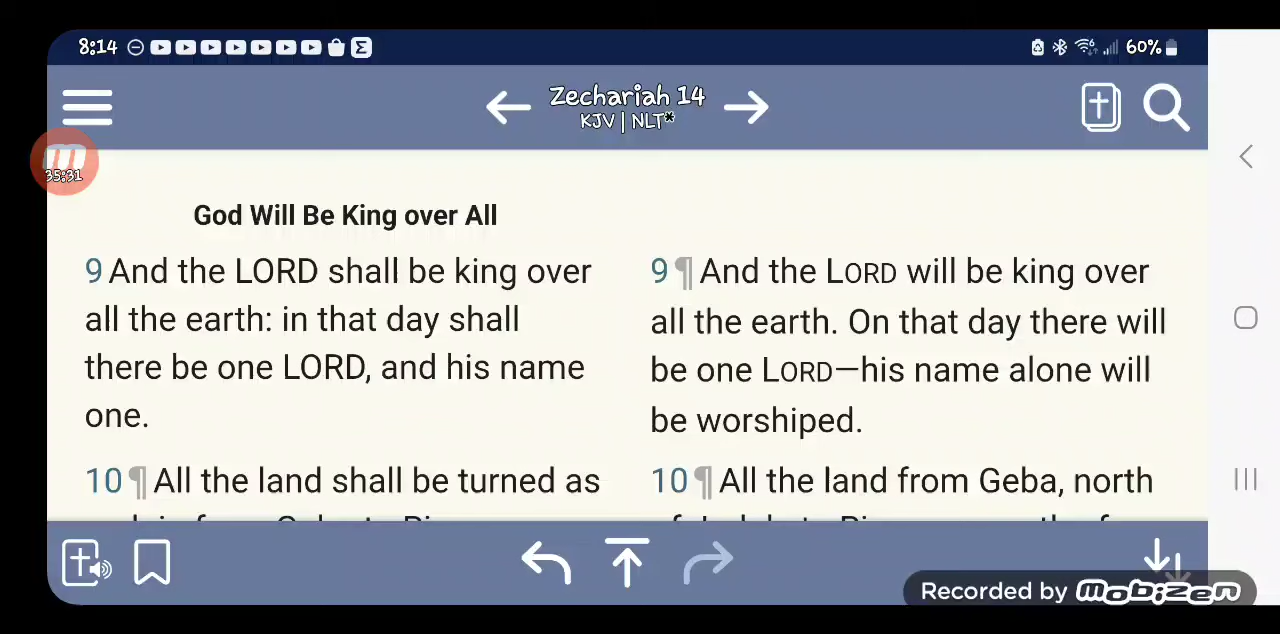 8:14 60%
Zechariah 14
KJV | NLT*
35:31
God Will Be King over All
9 And the LORD shall be king over
all the earth: in that day shall
there be one LORD, and his name
one.
10 ¶ All the land shall be turned as
9 ¶ And the LORD will be king over
all the earth. On that day there will
be one LORD—his name alone will
be worshiped.
10 ¶ All the land from Geba, north
Recorded by Mobizen